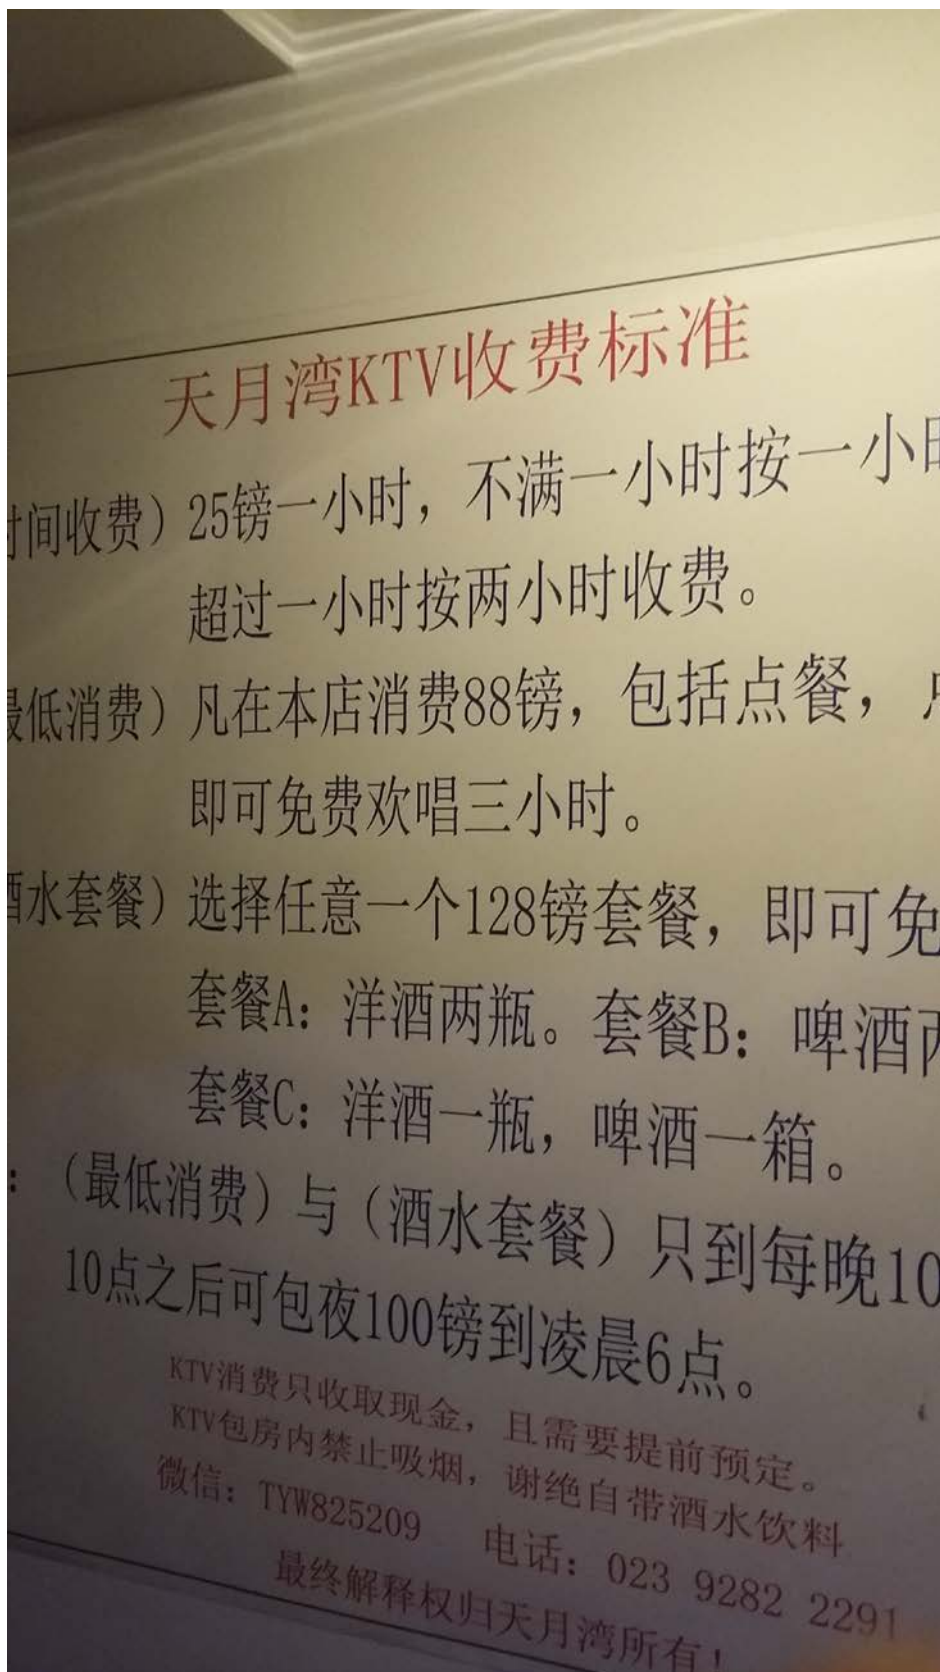 天月湾KTV收费标准
间收费）25镑一小时，不满一小时按一小
超过一小时按两小时收费。
低消费）凡在本店消费88镑，包括点餐，
即可免费欢唱三小时。
水套餐）选择任意一个128镑套餐，即可免
套餐A：洋酒两瓶。套餐B：啤酒
套餐C：洋酒一瓶，啤酒一箱。
：（最低消费）与（酒水套餐）只到每晚10
10点之后可包夜100镑到凌晨6点。
KTV消费只收取现金，且需要提前预定。
KTV包房内禁止吸烟，谢绝自带酒水饮料
微信：TYW825209 电话：023 9282 2291
最终解释权归天月湾所有！